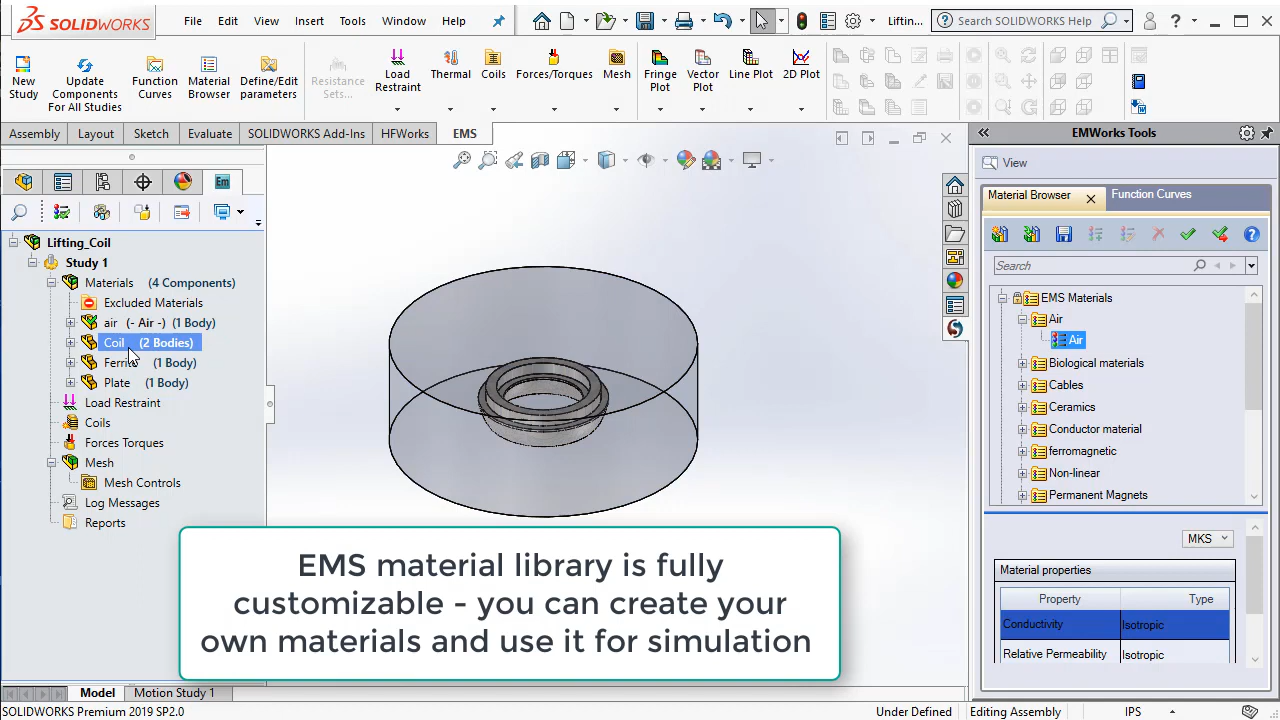 SOLIDWORKS
File Edit View Insert Tools Window Help
Liftin...
Search SOLIDWORKS Help
New Study
Update Components For All Studies
Function Curves
Material Browser
Define/Edit parameters
Resistance Sets...
Load Restraint
Thermal
Coils
Forces/Torques
Mesh
Fringe Plot
Vector Plot
Line Plot
2D Plot
Assembly Layout Sketch Evaluate SOLIDWORKS Add-Ins HFWorks EMS
Em
Lifting_Coil
Study 1
Materials (4 Components)
Excluded Materials
air (- Air -) (1 Body)
Coil (2 Bodies)
(1 Body)
Plate (1 Body)
Load Restraint
Coils
Forces Torques
Mesh
Mesh Controls
Log Messages
Reports
EMS material library is fully
customizable - you can create your
own materials and use it for simulation
EMWorks Tools
View
Material Browser Function Curves
Search
EMS Materials
Air
Air
Biological materials
Cables
Ceramics
Conductor material
ferromagnetic
Non-linear
Permanent Magnets
MKS
Material properties
Property Type
Conductivity Isotropic
Relative Permeability Isotropic
Model Motion Study 1
SOLIDWORKS Premium 2019 SP2.0
Under Defined Editing Assembly IPS